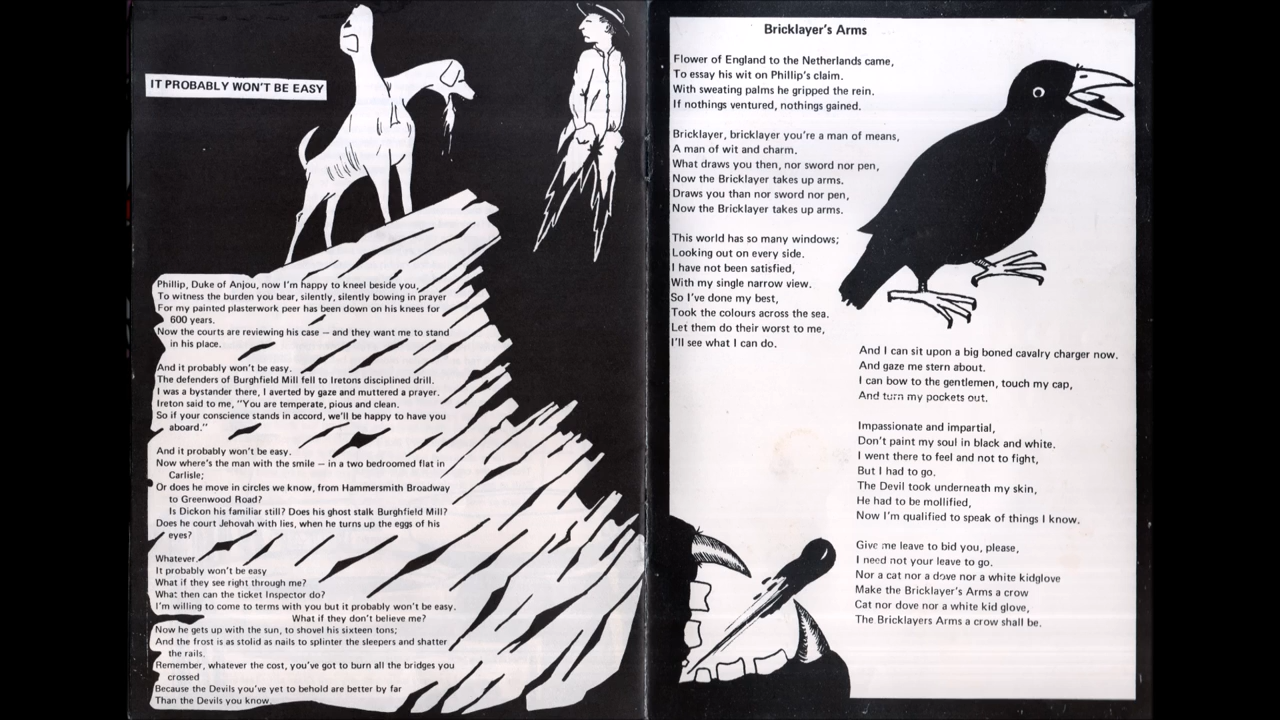 IT PROBABLY WON'T BE EASY
Phillip, Duke of Anjou, now I'm happy to kneel beside you,
To witness the burden you bear, silently, silently bowing in prayer
For my painted plasterwork peer has been down on his knees for
600 years.
Now the courts are reviewing his case — and they want me to stand
in his place.
And it probably won't be easy.
The defenders of Burghfield Mill fell to Iretons disciplined drill.
I was a bystander there, I averted by gaze and muttered a prayer.
Ireton said to me, "You are temperate, pious and clean.
So if your conscience stands in accord, we'll be happy to have you
aboard."
And it probably won't be easy.
Now where's the man with the smile — in a two bedroomed flat in
Carlisle;
Or does he move in circles we know, from Hammersmith Broadway
to Greenwood Road?
Is Dickon his familiar still? Does his ghost stalk Burghfield Mill?
Does he court Jehovah with lies, when he turns up the eggs of his
eyes?
Whatever
It probably won't be easy
What if they see right through me?
What then can the ticket Inspector do?
I'm willing to come to terms with you but it probably won't be easy.
What if they don't believe me?
Now he gets up with the sun, to shovel his sixteen tons;
And the frost is as stolid as nails to splinter the sleepers and shatter
the rails.
Remember, whatever the cost, you've got to burn all the bridges you
crossed
Because the Devils you've yet to behold are better by far
Than the Devils you know.
Bricklayer's Arms
Flower of England to the Netherlands came,
To essay his wit on Phillip's claim.
With sweating palms he gripped the rein.
If nothings ventured, nothings gained.
Bricklayer, bricklayer you're a man of means,
A man of wit and charm.
What draws you then, nor sword nor pen,
Now the Bricklayer takes up arms.
Draws you than nor sword nor pen,
Now the Bricklayer takes up arms.
This world has so many windows;
Looking out on every side.
I have not been satisfied,
With my single narrow view.
So I've done my best,
Took the colours across the sea.
Let them do their worst to me,
I'll see what I can do.
And I can sit upon a big boned cavalry charger now.
And gaze me stern about.
I can bow to the gentlemen, touch my cap,
And turn my pockets out.
Impassionate and impartial,
Don't paint my soul in black and white.
I went there to feel and not to fight,
But I had to go.
The Devil took underneath my skin,
He had to be mollified,
Now I'm qualified to speak of things I know.
Give me leave to bid you, please,
I need not your leave to go.
Nor a cat nor a dove nor a white kidglove
Make the Bricklayer's Arms a crow
Cat nor dove nor a white kid glove,
The Bricklayers Arms a crow shall be.